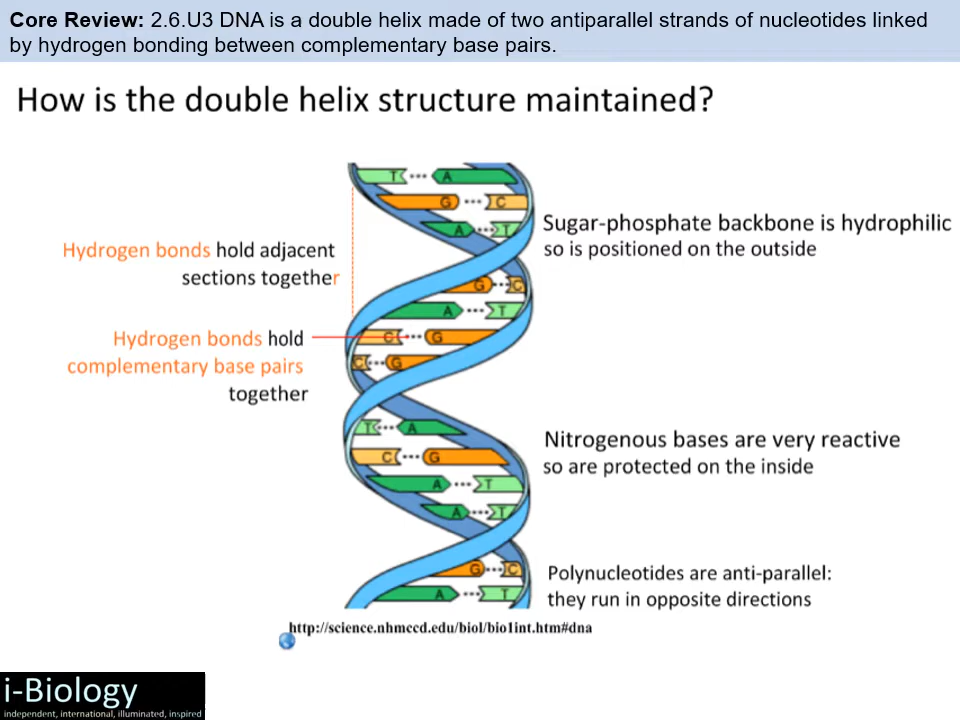 Core Review: 2.6.U3 DNA is a double helix made of two antiparallel strands of nucleotides linked
by hydrogen bonding between complementary base pairs.
How is the double helix structure maintained?
T A
G C
A T
Sugar-phosphate backbone is hydrophilic
so is positioned on the outside
Hydrogen bonds hold adjacent
sections together
G C
A T
Hydrogen bonds hold
complementary base pairs
together
C G
C G
T A
Nitrogenous bases are very reactive
so are protected on the inside
C G
A T
A T
G C
Polynucleotides are anti-parallel:
they run in opposite directions
A T
http://science.nhmccd.edu/biol/bio1int.htm#dna
i-Biology
independent, international, illuminated, inspired